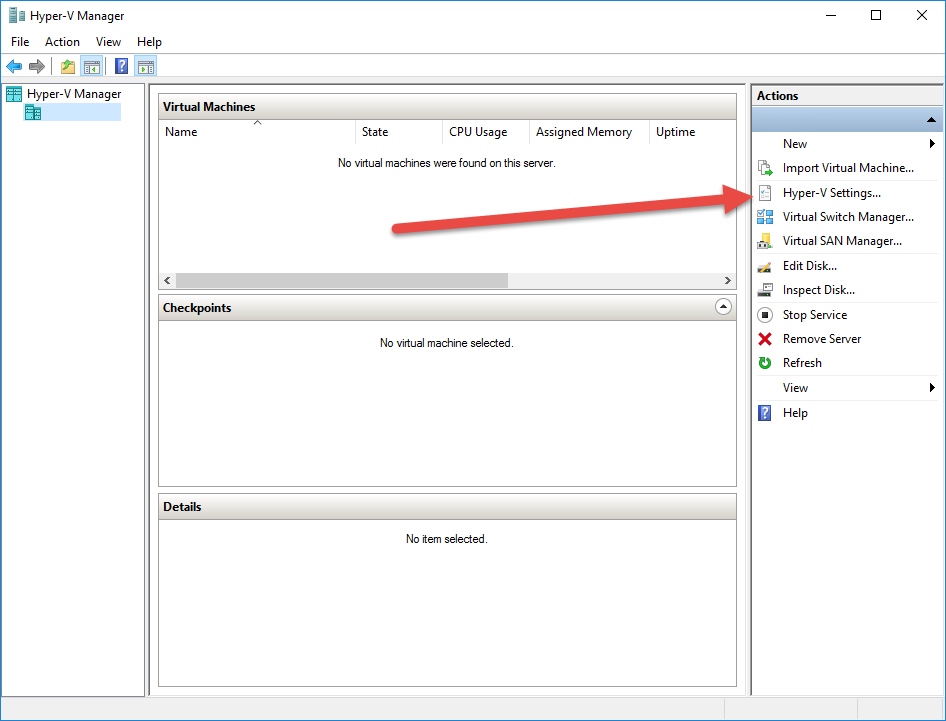 Hyper-V Manager
File Action View Help
Hyper-V Manager
Virtual Machines
Name State CPU Usage Assigned Memory Uptime
No virtual machines were found on this server.
Checkpoints
No virtual machine selected.
Details
No item selected.
Actions
New
Import Virtual Machine...
Hyper-V Settings...
Virtual Switch Manager...
Virtual SAN Manager...
Edit Disk...
Inspect Disk...
Stop Service
Remove Server
Refresh
View
Help